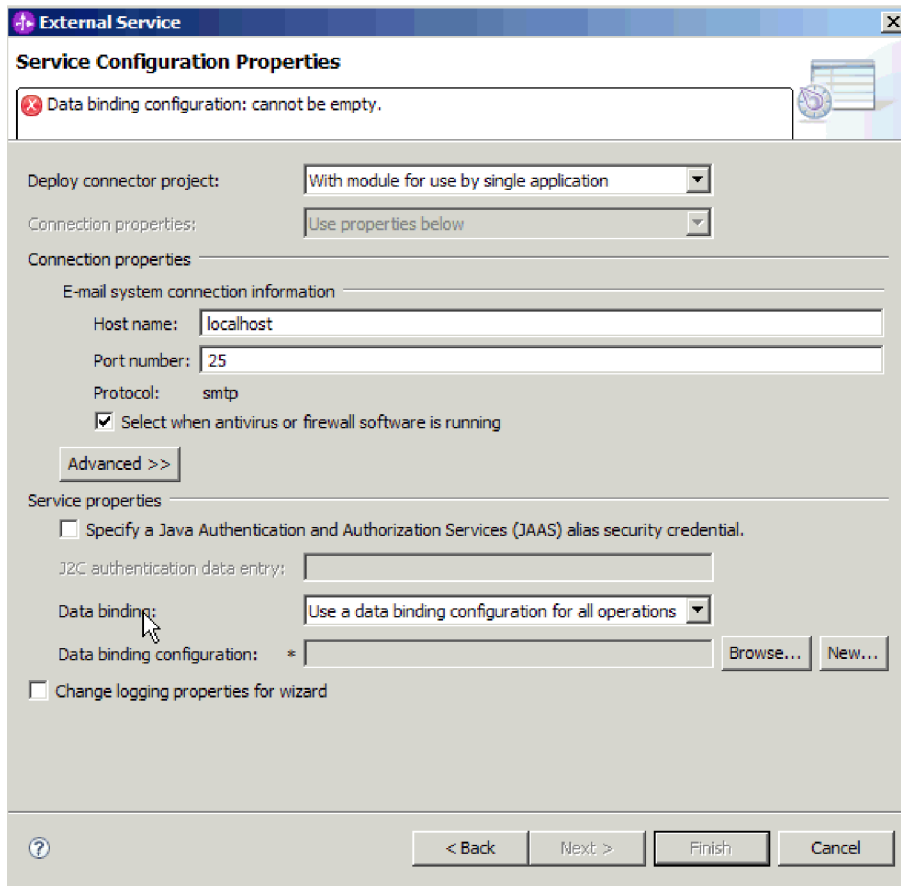 External Service
Service Configuration Properties
Data binding configuration: cannot be empty.
Deploy connector project: With module for use by single application
Connection properties: Use properties below
Connection properties
E-mail system connection information
Host name: localhost
Port number: 25
Protocol: smtp
Select when antivirus or firewall software is running
Advanced >>
Service properties
Specify a Java Authentication and Authorization Services (JAAS) alias security credential.
J2C authentication data entry:
Data binding: Use a data binding configuration for all operations
Data binding configuration: * Browse... New...
Change logging properties for wizard
? < Back Next > Finish Cancel